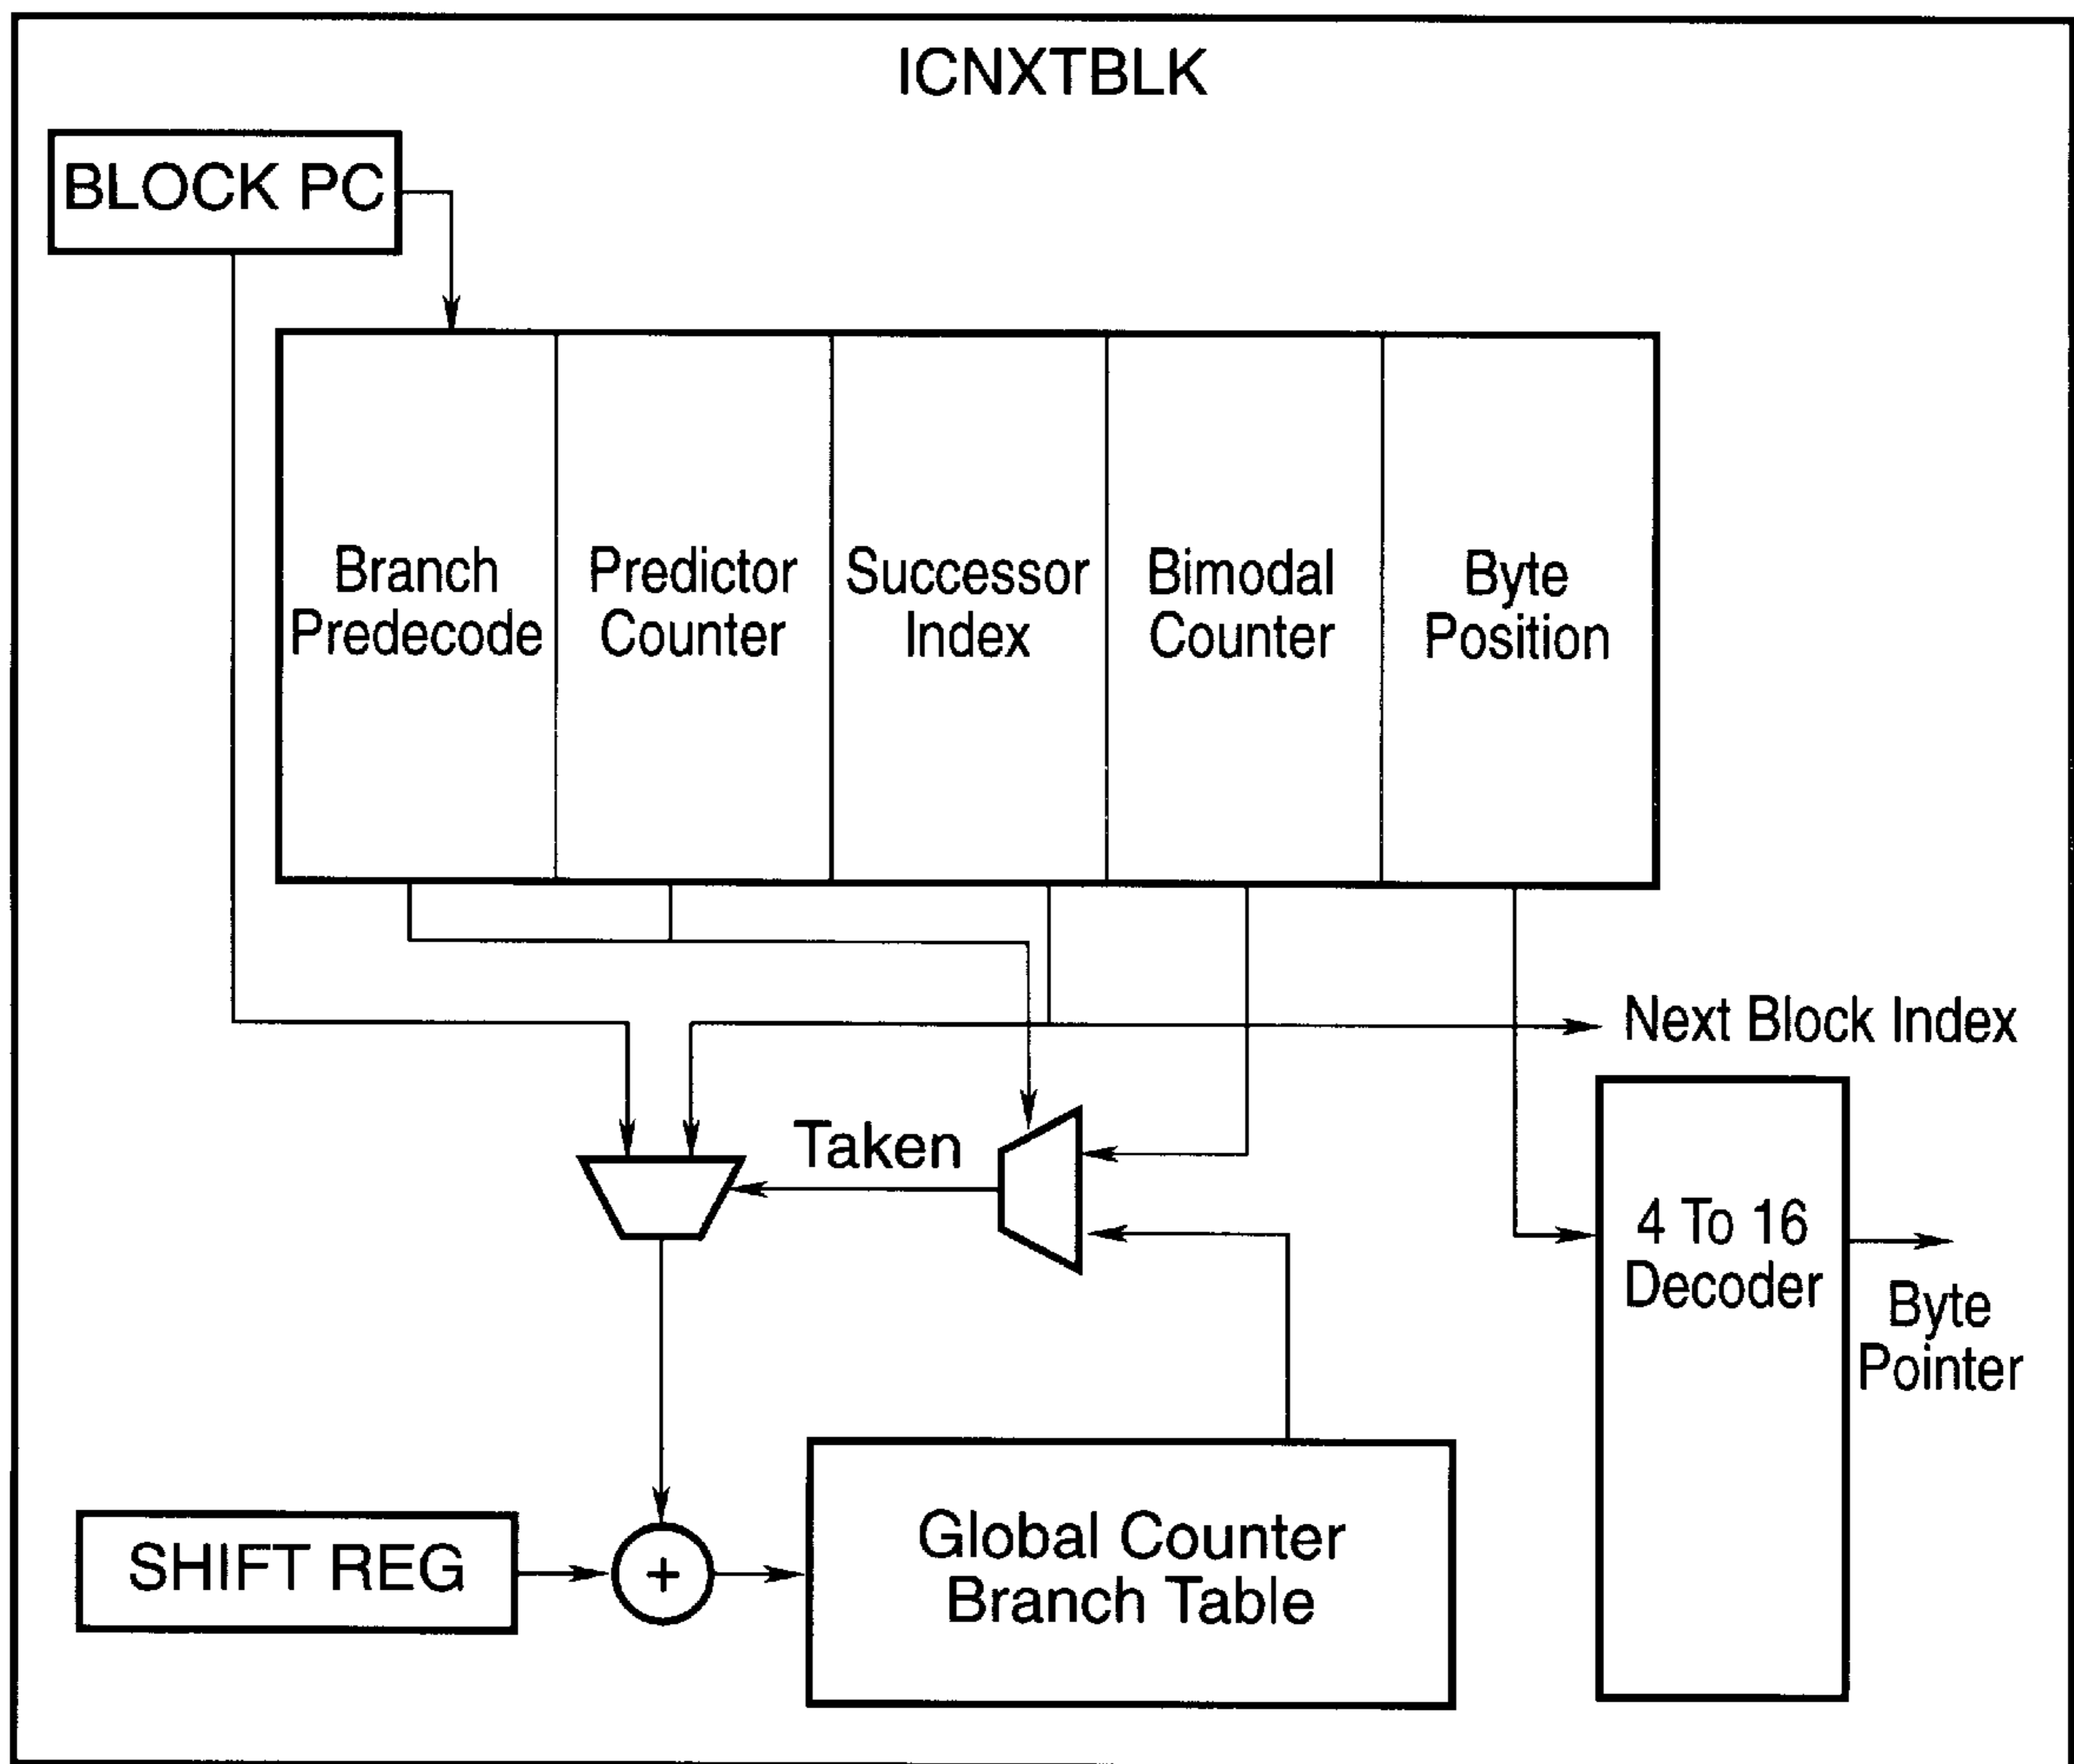 ICNXTBLK
BLOCK PC
Branch
Predecode
Predictor
Counter
Successor
Index
Bimodal
Counter
Byte
Position
Next Block Index
Taken
4 To 16
Decoder
Byte
Pointer
SHIFT REG
+
Global Counter
Branch Table